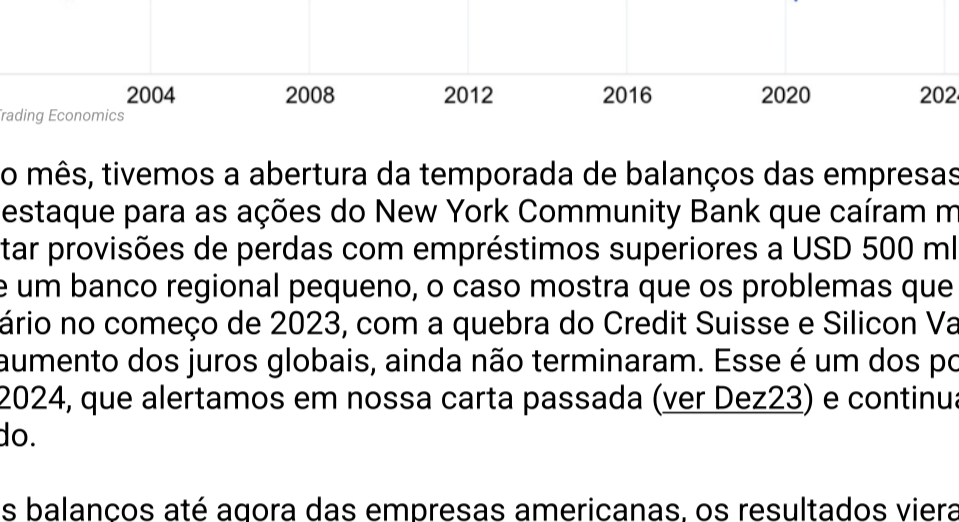 2004 2008 2012 2016 2020
Trading Economics
o mês, tivemos a abertura da temporada de balanços das empresas
estaque para as ações do New York Community Bank que caíram m
tar provisões de perdas com empréstimos superiores a USD 500 ml
e um banco regional pequeno, o caso mostra que os problemas que
ário no começo de 2023, com a quebra do Credit Suisse e Silicon Va
aumento dos juros globais, ainda não terminaram. Esse é um dos po
2024, que alertamos em nossa carta passada (ver Dez23) e continua
do.
s balanços até agora das empresas americanas, os resultados viera